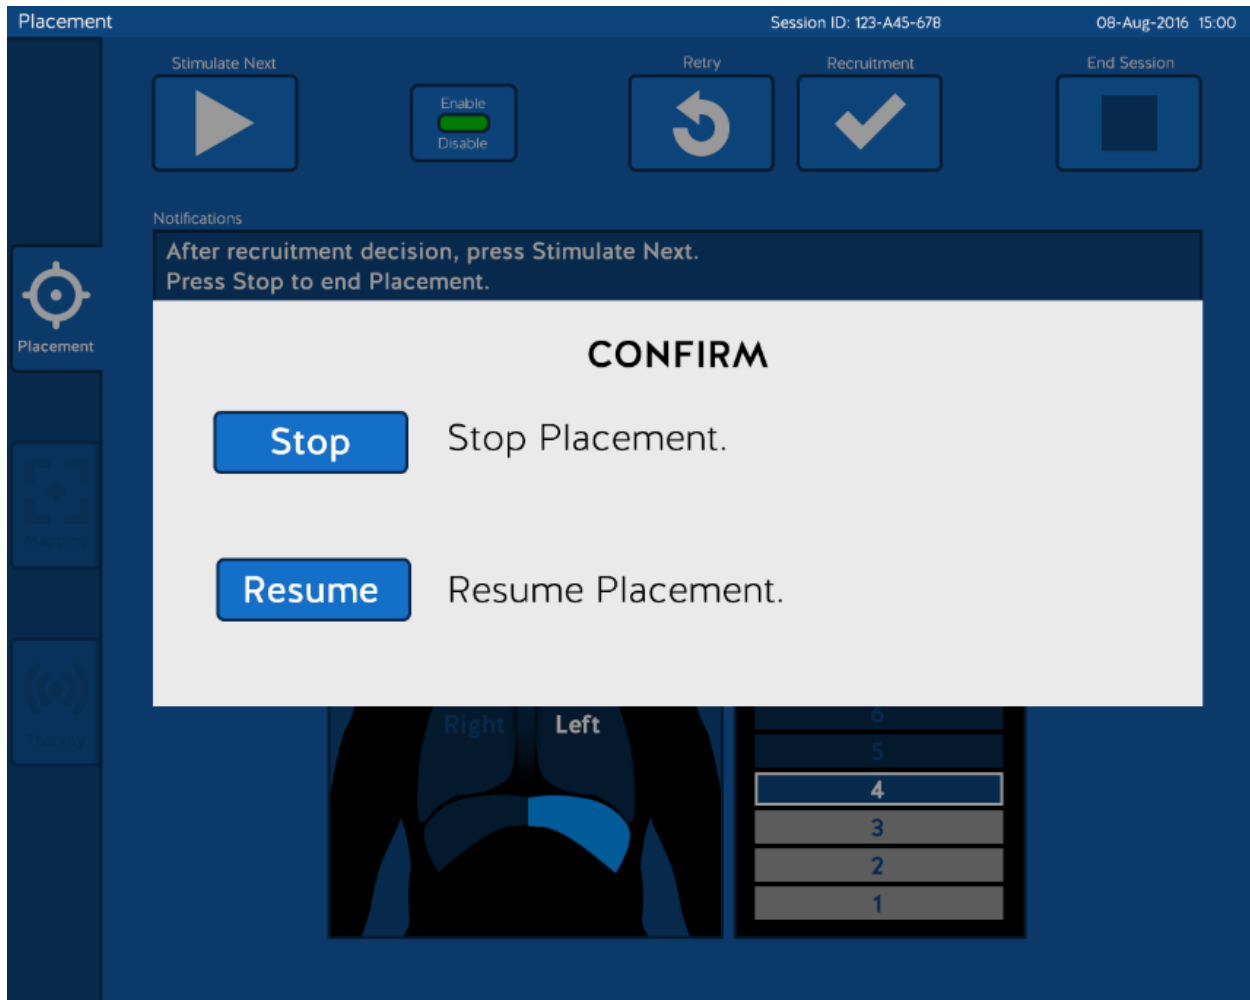 Placement
Session ID: 123-A45-678
08-Aug-2016 15:00
Stimulate Next
Retry
Recruitment
End Session
Enable
Disable
Notifications
After recruitment decision, press Stimulate Next.
Press Stop to end Placement.
Placement
CONFIRM
Stop
Stop Placement.
Mapping
Resume
Resume Placement.
Therapy
Right
Left
6
5
4
3
2
1